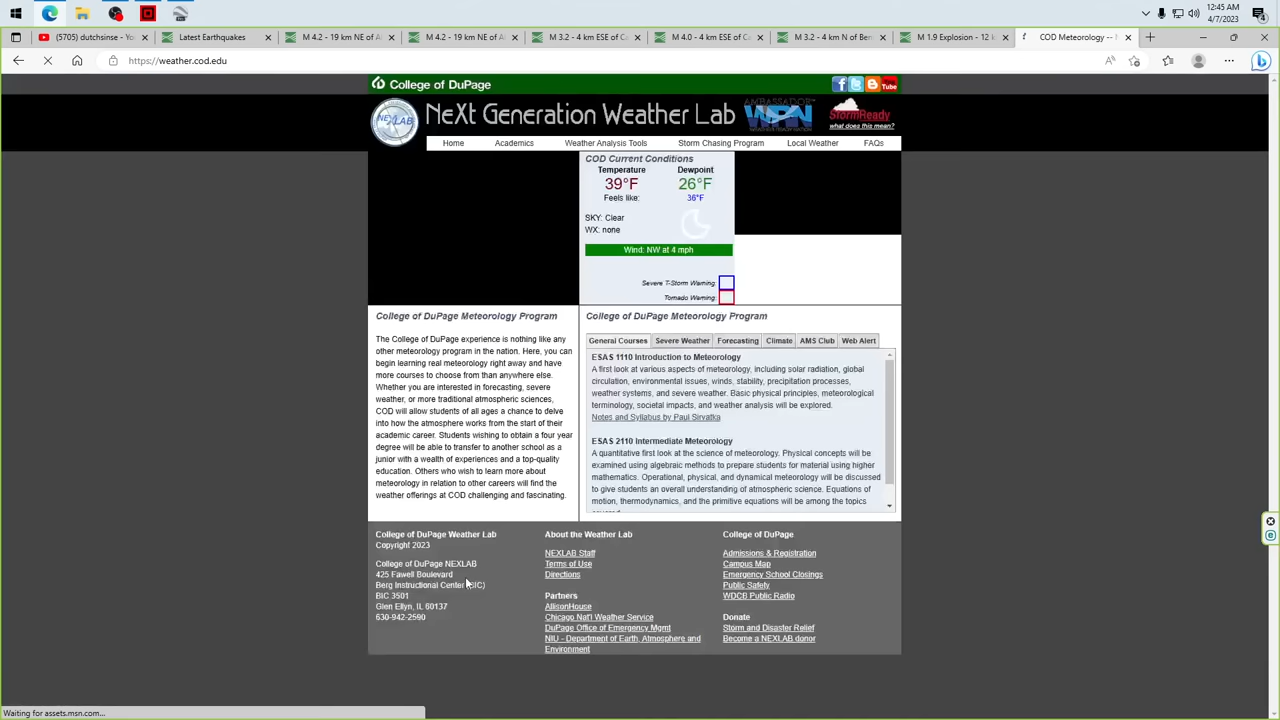 12:45 AM
4/7/2023
4
(5705) dutchsinse - Yo
Latest Earthquakes
M 4.2 - 19 km NE of Al
M 4.2 - 19 km NE of Al
M 3.2 - 4 km ESE of Ca
M 4.0 - 4 km ESE of Co
M 3.2 - 4 km N of Ben
M 1.9 Explosion - 12 k
COD Meteorology --
https://weather.cod.edu
College of DuPage
NEXLAB
NeXt Generation Weather Lab
AMBASSADOR
WRN
StormReady
what does this mean?
You Tube
Home
Academics
Weather Analysis Tools
Storm Chasing Program
Local Weather
FAQs
COD Current Conditions
Temperature
Dewpoint
39°F
26°F
Feels like:
36°F
SKY: Clear
WX: none
Wind: NW at 4 mph
Severe T-Storm Warning:
Tornado Warning:
College of DuPage Meteorology Program
The College of DuPage experience is nothing like any
other meteorology program in the nation. Here, you can
begin learning real meteorology right away and have
more courses to choose from than anywhere else.
Whether you are interested in forecasting, severe
weather, or more traditional atmospheric sciences,
COD will allow students of all ages a chance to delve
into how the atmosphere works from the start of their
academic career. Students wishing to obtain a four year
degree will be able to transfer to another school as a
junior with a wealth of experiences and a top-quality
education. Others who wish to learn more about
meteorology in relation to other careers will find the
weather offerings at COD challenging and fascinating.
College of DuPage Meteorology Program
General Courses
Severe Weather
Forecasting
Climate
AMS Club
Web Alert
ESAS 1110 Introduction to Meteorology
A first look at various aspects of meteorology, including solar radiation, global
circulation, environmental issues, winds, stability, precipitation processes,
weather systems, and severe weather. Basic physical principles, meteorological
terminology, societal impacts, and weather analysis will be explored.
Notes and Syllabus by Paul Sirvatka
ESAS 2110 Intermediate Meteorology
A quantitative first look at the science of meteorology. Physical concepts will be
examined using algebraic methods to prepare students for material using higher
mathematics. Operational, physical, and dynamical meteorology will be discussed
to give students an overall understanding of atmospheric science. Equations of
motion, thermodynamics, and the primitive equations will be among the topics
covered.
College of DuPage Weather Lab
Copyright 2023
College of DuPage NEXLAB
425 Fawell Boulevard
Berg Instructional Center (BIC)
BIC 3501
Glen Ellyn, IL 60137
630-942-2590
About the Weather Lab
NEXLAB Staff
Terms of Use
Directions
Partners
AllisonHouse
Chicago Nat'l Weather Service
DuPage Office of Emergency Mgmt
NIU - Department of Earth, Atmosphere and
Environment
College of DuPage
Admissions & Registration
Campus Map
Emergency School Closings
Public Safety
WDCB Public Radio
Donate
Storm and Disaster Relief
Become a NEXLAB donor
Waiting for assets.msn.com...